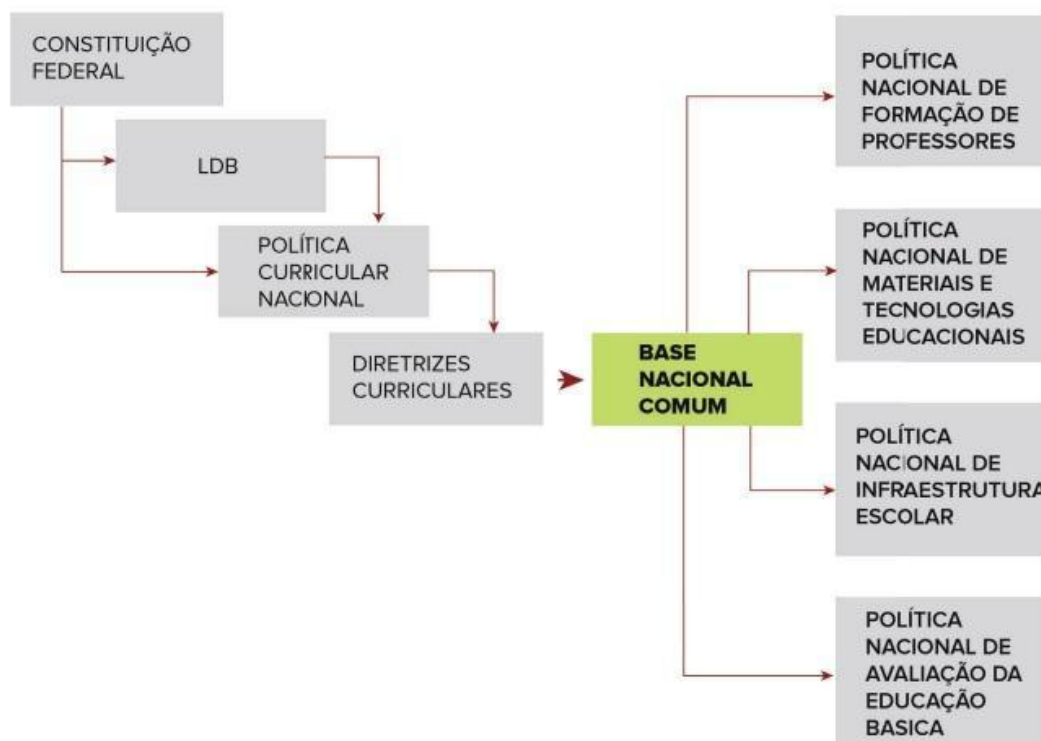 CONSTITUIÇÃO
FEDERAL
LDB
POLÍTICA
CURRICULAR
NACIONAL
DIRETRIZES
CURRICULARES
BASE
NACIONAL
COMUM
POLÍTICA
NACIONAL DE
FORMAÇÃO DE
PROFESSORES
POLÍTICA
NACIONAL DE
MATERIAIS E
TECNOLOGIAS
EDUCACIONAIS
POLÍTICA
NACIONAL DE
INFRAESTRUTURA
ESCOLAR
POLÍTICA
NACIONAL DE
AVALIAÇÃO DA
EDUCAÇÃO
BASICA